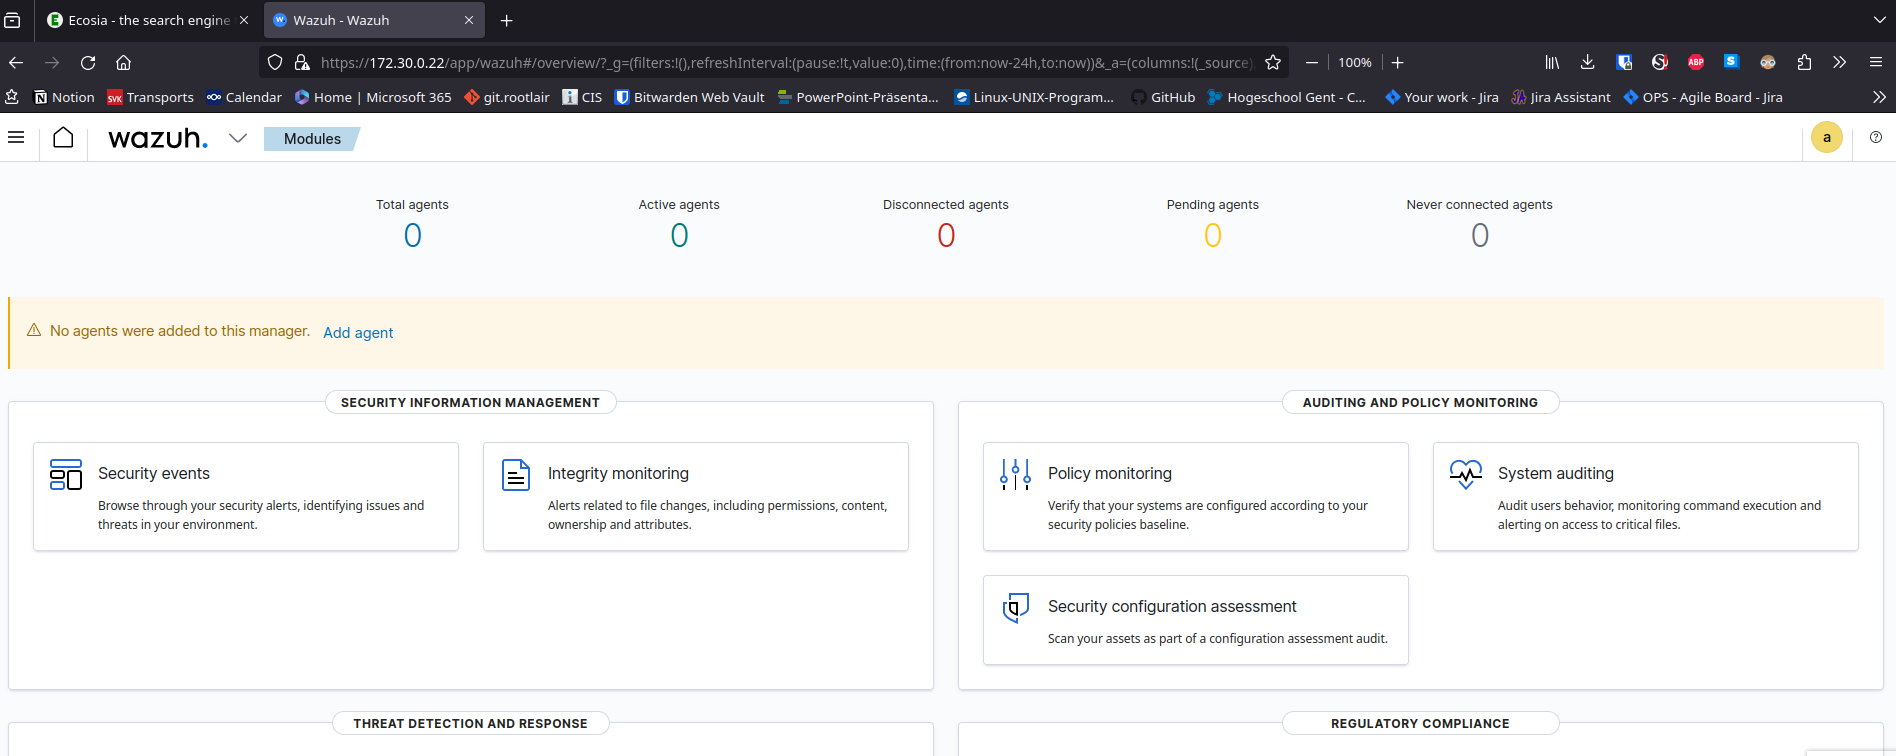 Ecosia - the search engine
Wazuh - Wazuh
https://172.30.0.22/app/wazuh#/overview/?_g=(filters:!(),refreshInterval:(pause:!t,value:0),time:(from:now-24h,to:now))&_a=(columns:!(_source),
100%
Notion
SVK Transports
Calendar
Home | Microsoft 365
git.rootlair
CIS
Bitwarden Web Vault
PowerPoint-Präsenta...
Linux-UNIX-Program...
GitHub
Hogeschool Gent - C...
Your work - Jira
Jira Assistant
OPS - Agile Board - Jira
ABP
wazuh.
Modules
a
Total agents
0
Active agents
0
Disconnected agents
0
Pending agents
0
Never connected agents
0
No agents were added to this manager. Add agent
SECURITY INFORMATION MANAGEMENT
Security events
Browse through your security alerts, identifying issues and
threats in your environment.
Integrity monitoring
Alerts related to file changes, including permissions, content,
ownership and attributes.
AUDITING AND POLICY MONITORING
Policy monitoring
Verify that your systems are configured according to your
security policies baseline.
System auditing
Audit users behavior, monitoring command execution and
alerting on access to critical files.
Security configuration assessment
Scan your assets as part of a configuration assessment audit.
THREAT DETECTION AND RESPONSE
REGULATORY COMPLIANCE